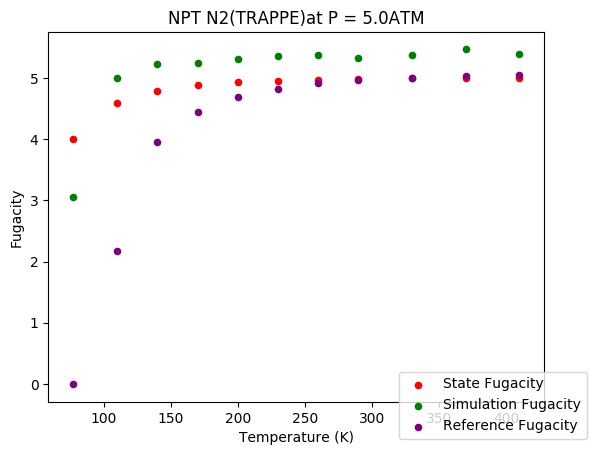 NPT N2(TRAPPE)at P = 5.0ATM
5
4
3
2
1
0
Fugacity
100 150 200 250 300 350 400
Temperature (K)
State Fugacity
Simulation Fugacity
Reference Fugacity